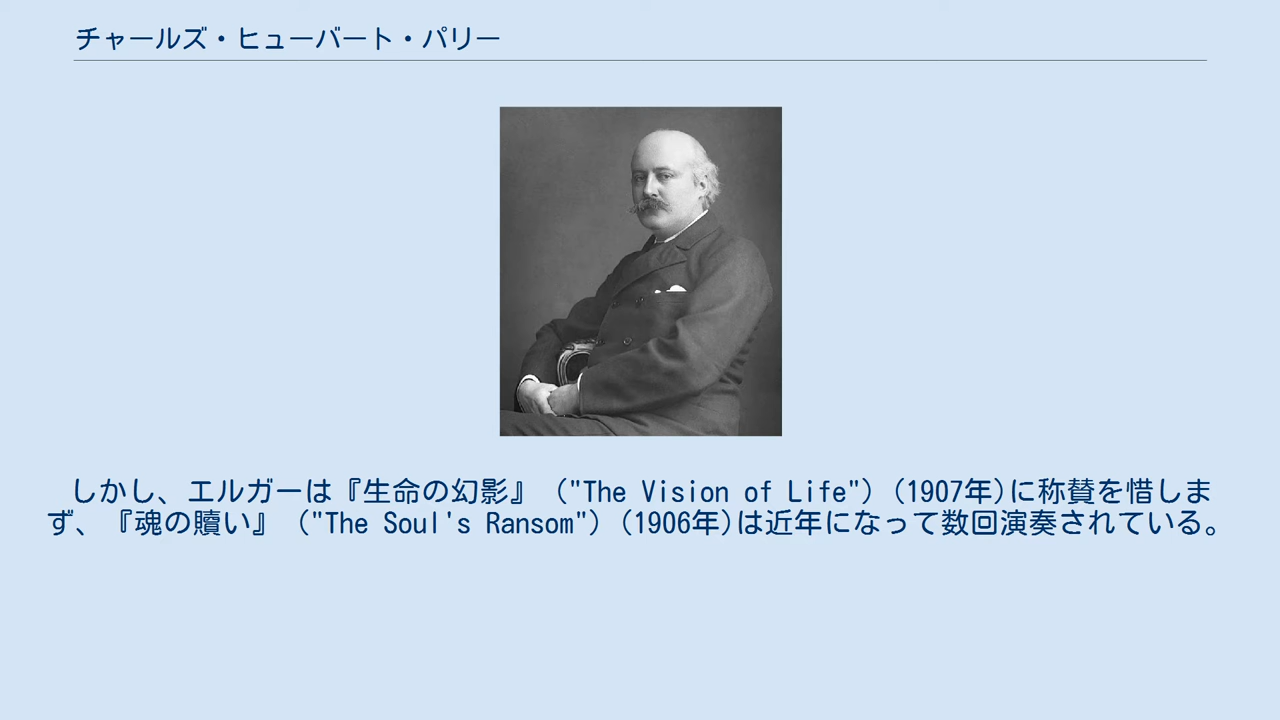 チャールズ・ヒューバート・パリー
しかし、エルガーは『生命の幻影』（"The Vision of Life"）(1907年)に称賛を惜しま
ず、『魂の贖い』（"The Soul's Ransom"）(1906年)は近年になって数回演奏されている。